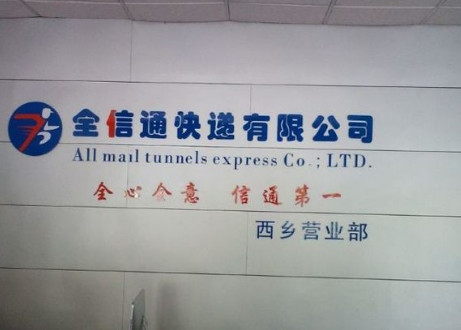 全信通快递有限公司
All mail tunnels express Co.; LTD.
全心全意 信通第一
西乡营业部